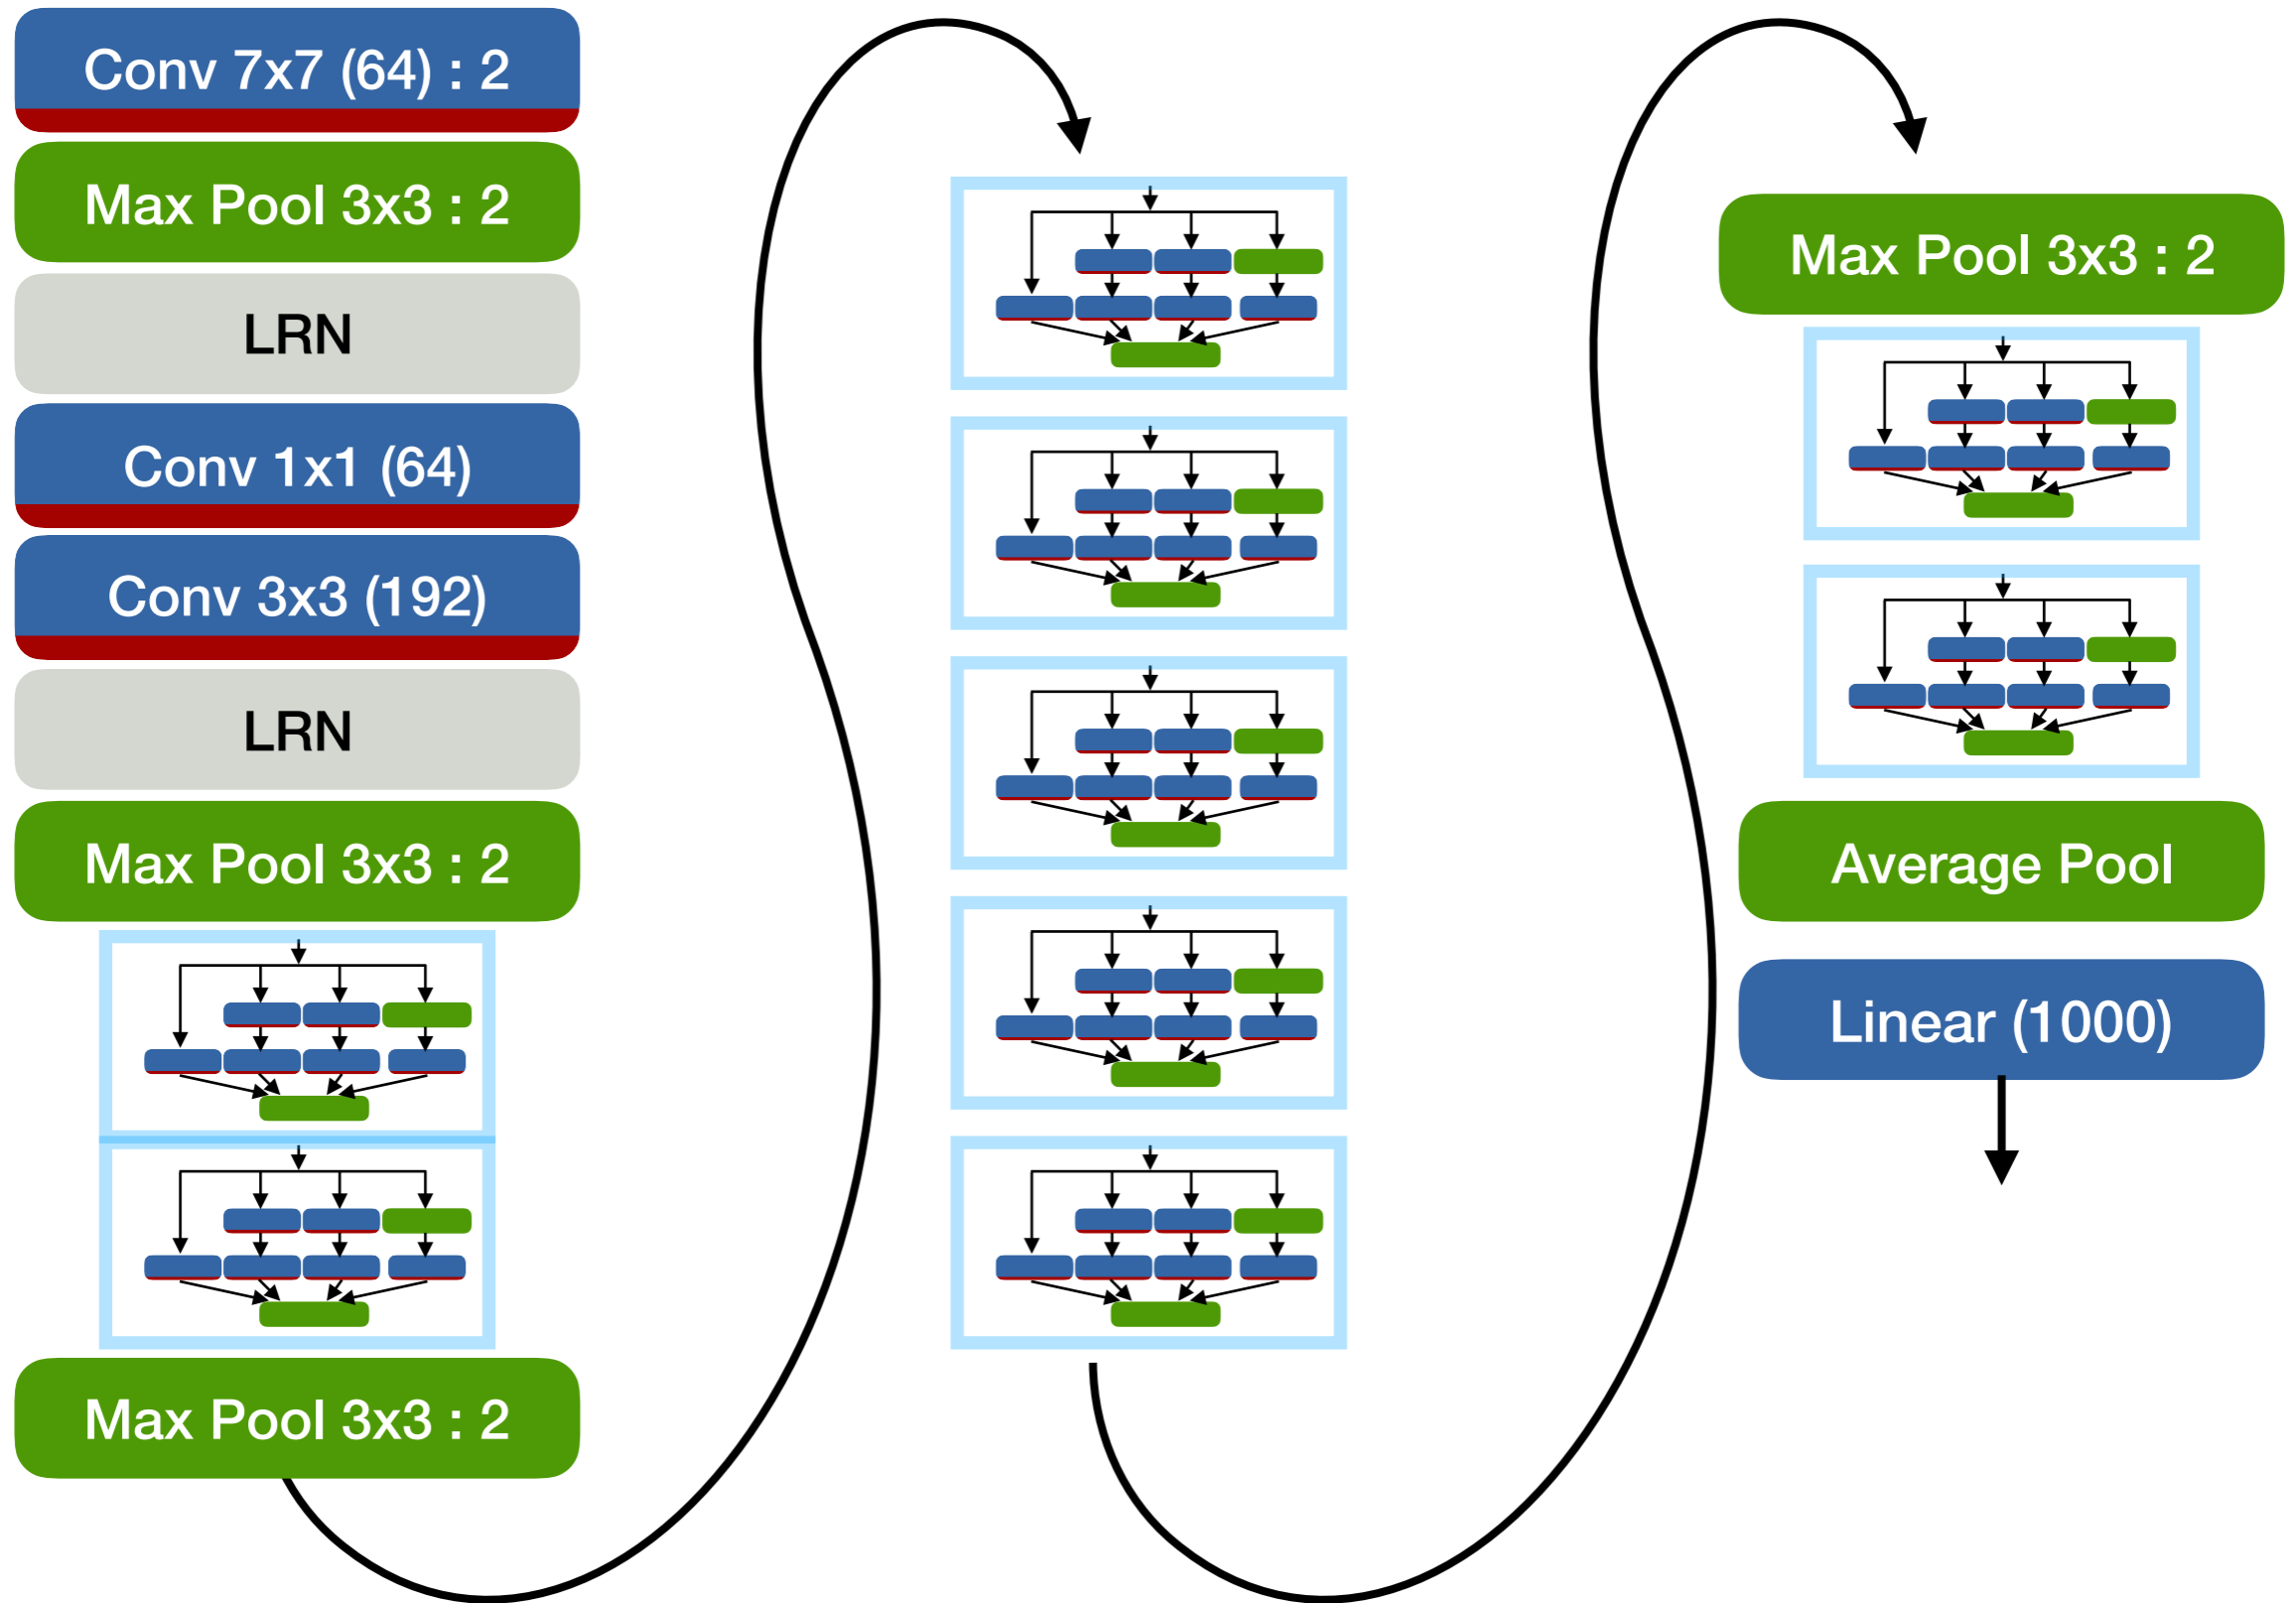 Conv 7x7 (64) : 2
Max Pool 3x3 : 2
LRN
Conv 1x1 (64)
Conv 3x3 (192)
LRN
Max Pool 3x3 : 2
Max Pool 3x3 : 2
Max Pool 3x3 : 2
Average Pool
Linear (1000)